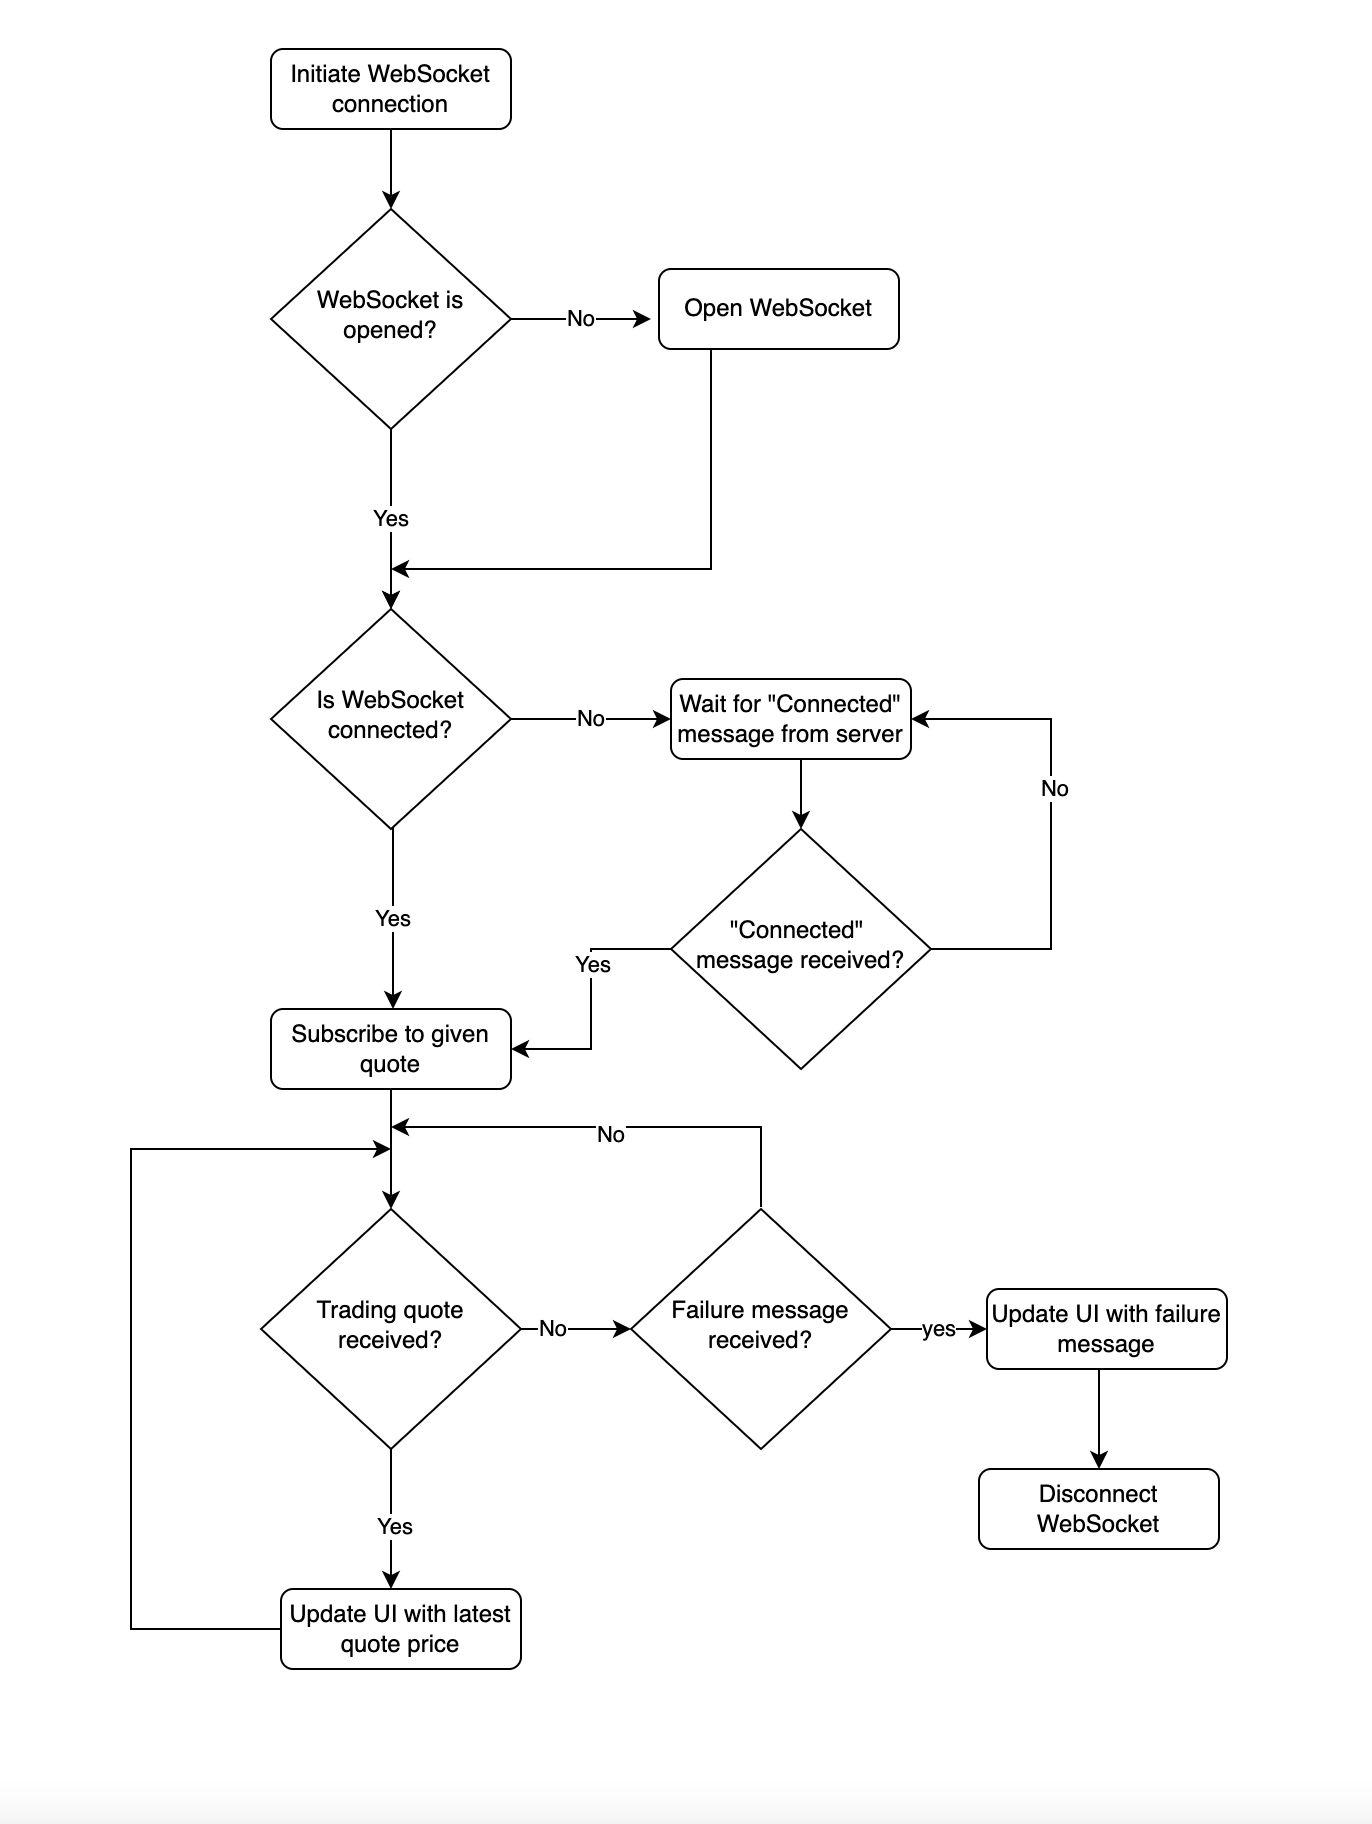 Initiate WebSocket
connection
WebSocket is
opened?
No
Open WebSocket
Yes
Is WebSocket
connected?
No
Wait for "Connected"
message from server
No
Yes
"Connected"
message received?
Yes
Subscribe to given
quote
No
Trading quote
received?
No
Failure message
received?
yes
Update UI with failure
message
Disconnect
WebSocket
Yes
Update UI with latest
quote price